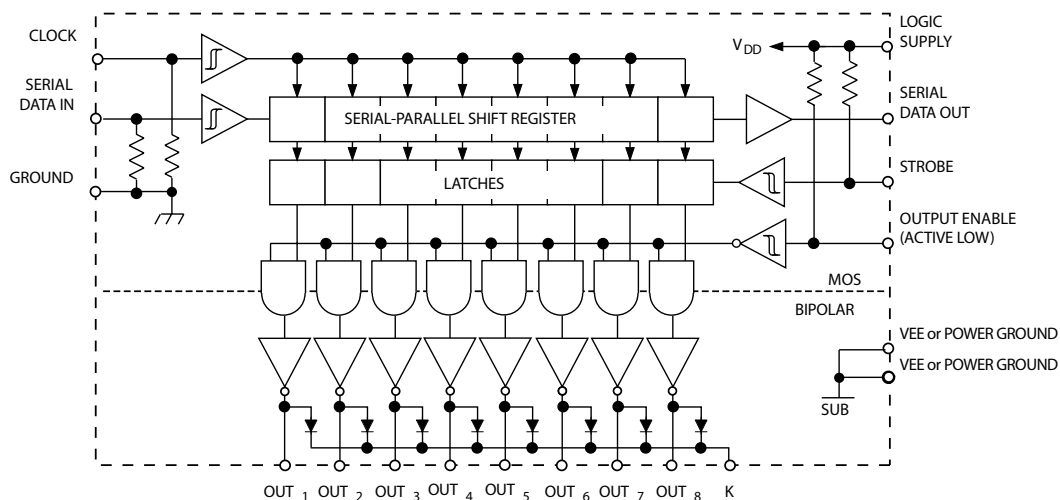 CLOCK
SERIAL
DATA IN
GROUND
V DD
LOGIC
SUPPLY
SERIAL-PARALLEL SHIFT REGISTER
SERIAL
DATA OUT
LATCHES
STROBE
OUTPUT ENABLE
(ACTIVE LOW)
MOS
BIPOLAR
VEE or POWER GROUND
VEE or POWER GROUND
SUB
OUT 1 OUT 2 OUT 3 OUT 4 OUT 5 OUT 6 OUT 7 OUT 8 K